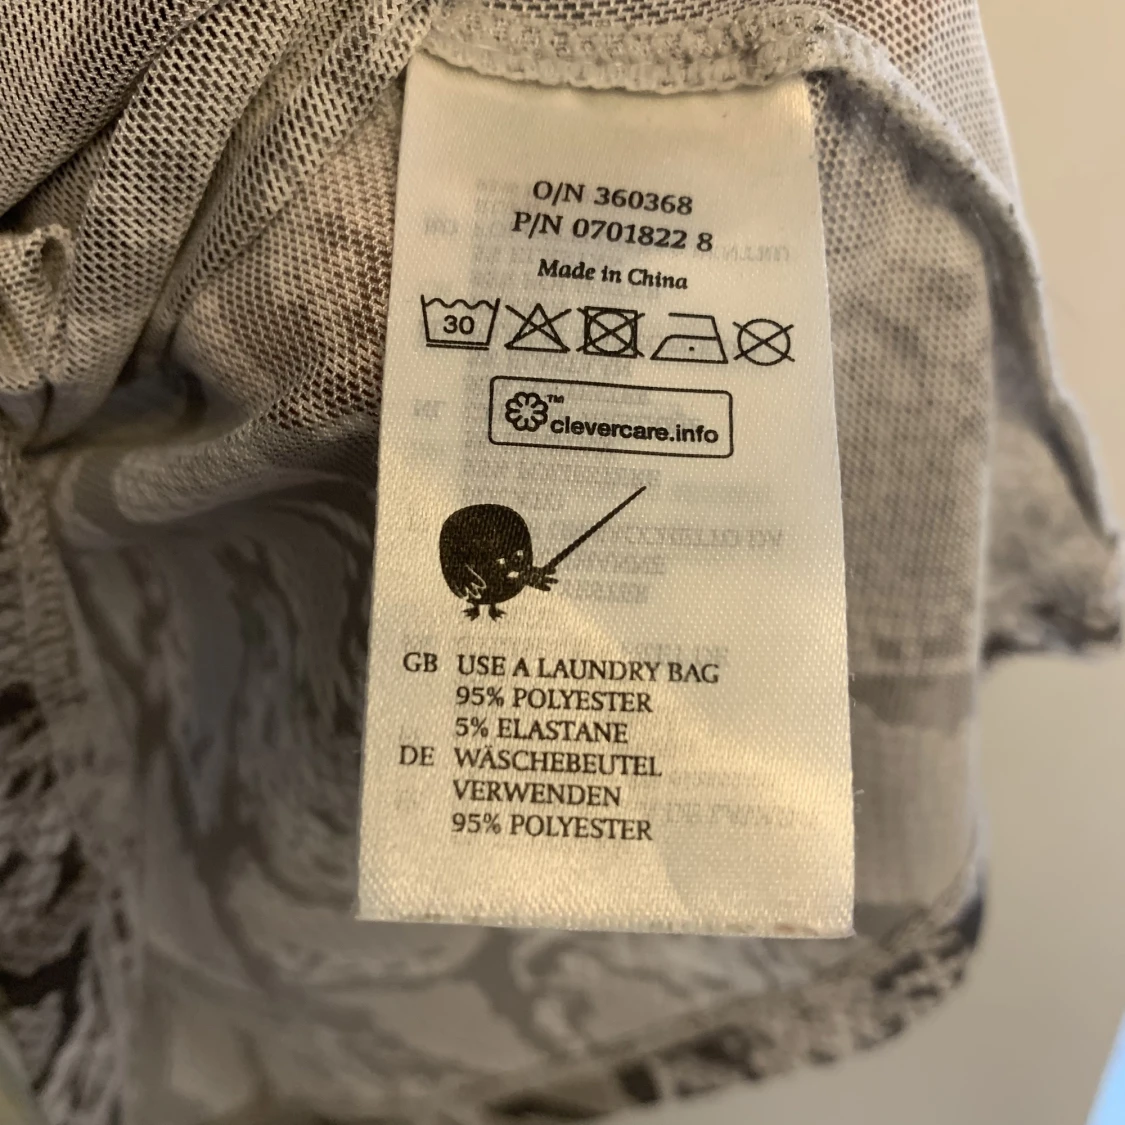 O/N 360368
P/N 0701822 8
Made in China
30
™
clevercare.info
GB USE A LAUNDRY BAG
95% POLYESTER
5% ELASTANE
DE WÄSCHEBEUTEL
VERWENDEN
95% POLYESTER